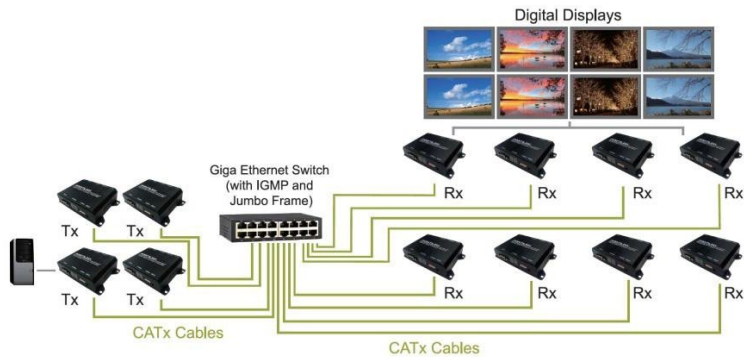 Digital Displays
Giga Ethernet Switch
(with IGMP and
Jumbo Frame)
Rx
Rx
Rx
Rx
Tx
Tx
Tx
Tx
Rx
Rx
Rx
Rx
CATx Cables
CATx Cables